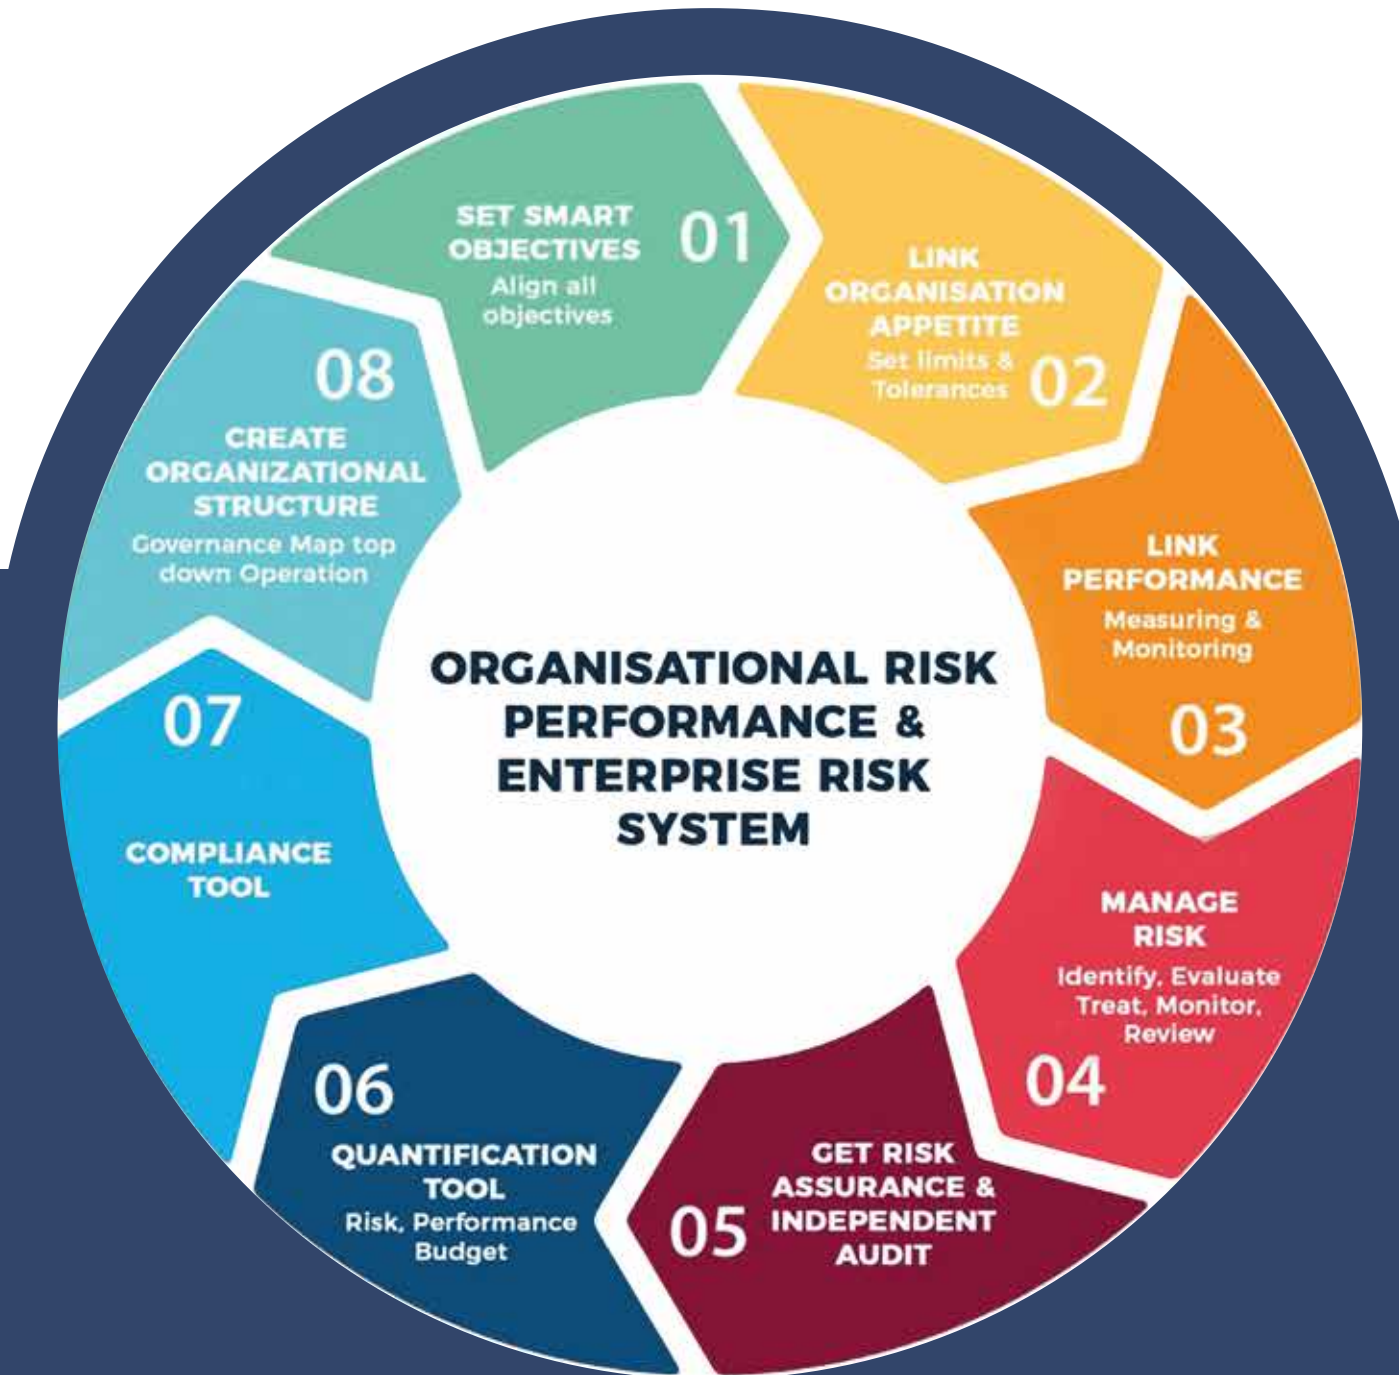 SET SMART
OBJECTIVES
Align all
objectives
01
LINK
ORGANISATION
APPETITE
Set limits &
Tolerances
02
LINK
PERFORMANCE
Measuring &
Monitoring
03
MANAGE
RISK
Identify, Evaluate
Treat, Monitor,
Review
04
GET RISK
ASSURANCE &
INDEPENDENT
AUDIT
05
06
QUANTIFICATION
TOOL
Risk, Performance
Budget
07
COMPLIANCE
TOOL
08
CREATE
ORGANIZATIONAL
STRUCTURE
Governance Map top
down Operation
ORGANISATIONAL RISK
PERFORMANCE &
ENTERPRISE RISK
SYSTEM